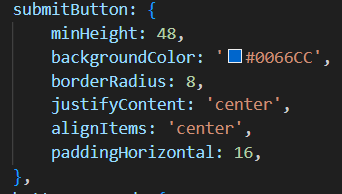 submitButton: {
minHeight: 48,
backgroundColor: '#0066CC',
borderRadius: 8,
justifyContent: 'center',
alignItems: 'center',
paddingHorizontal: 16,
},